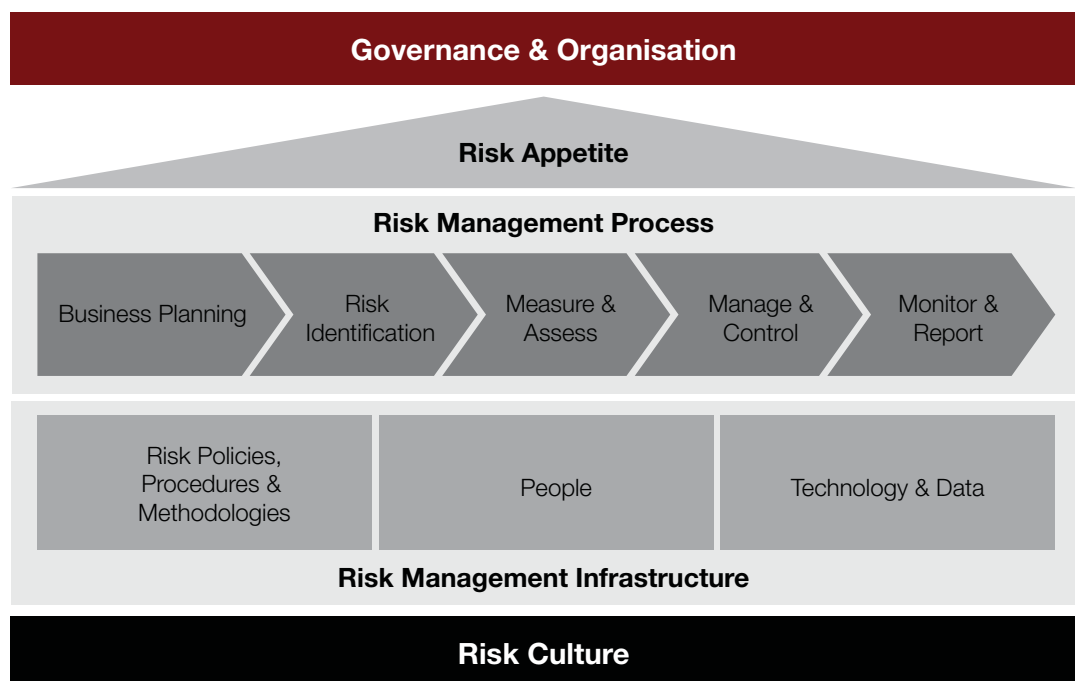 Governance & Organisation
Risk Appetite
Risk Management Process
Business Planning
Risk
Identification
Measure &
Assess
Manage &
Control
Monitor &
Report
Risk Policies,
Procedures &
Methodologies
People
Technology & Data
Risk Management Infrastructure
Risk Culture